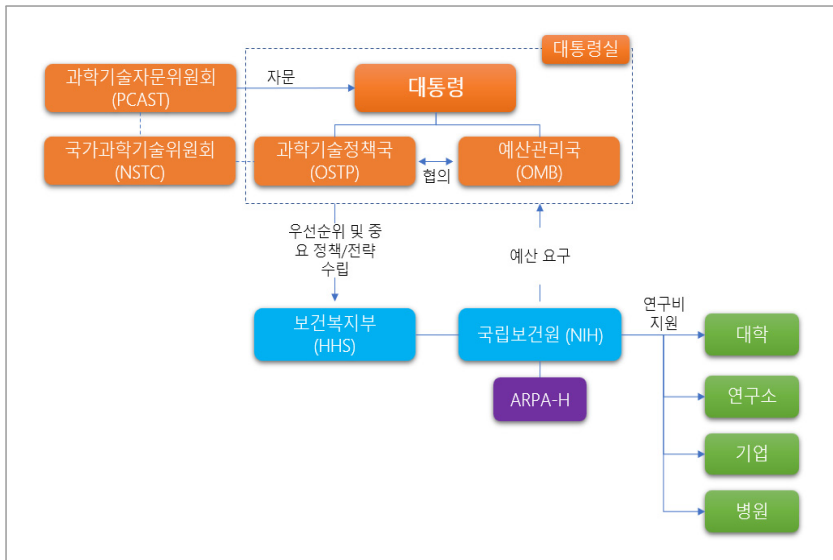 대통령실
과학기술자문위원회
(PCAST)
자문
대통령
국가과학기술위원회
(NSTC)
과학기술정책국
(OSTP)
협의
예산관리국
(OMB)
우선순위 및 중
요 정책/전략
수립
예산 요구
보건복지부
(HHS)
국립보건원 (NIH)
연구비
지원
대학
ARPA-H
연구소
기업
병원